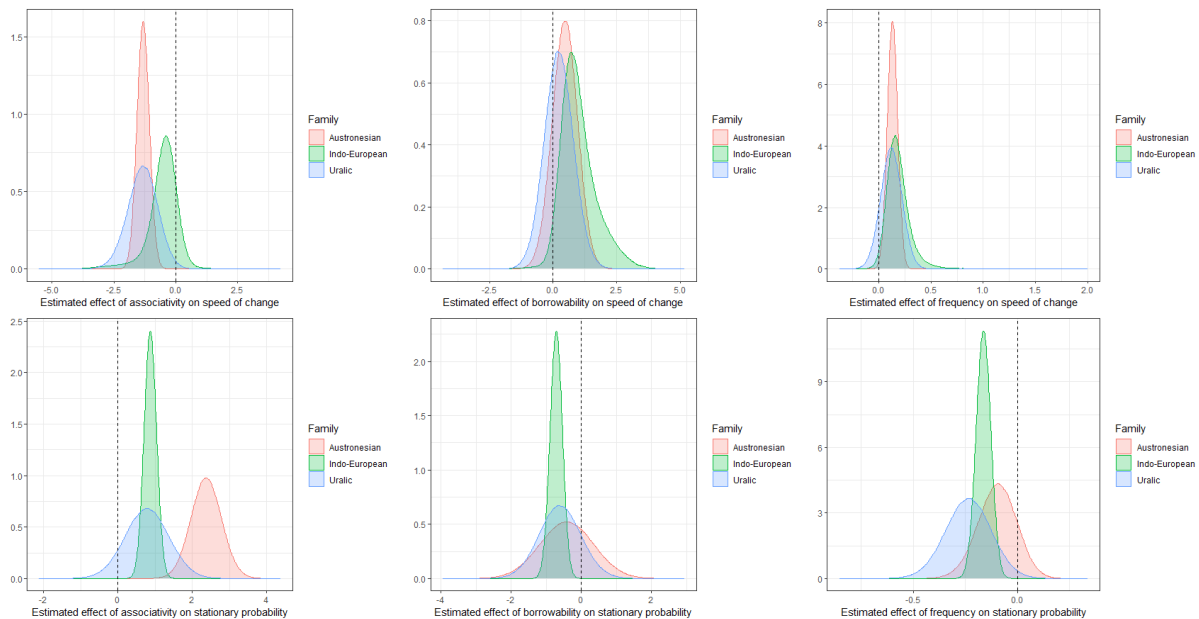 1.5
1.0
0.5
0.0
-5.0
-2.5
0.0
2.5
Estimated effect of associativity on speed of change
Family
Austronesian
Indo-European
Uralic
0.8
0.6
0.4
0.2
0.0
-2.5
0.0
2.5
5.0
Estimated effect of borrowability on speed of change
Family
Austronesian
Indo-European
Uralic
8
6
4
2
0
0.0
0.5
1.0
1.5
2.0
Estimated effect of frequency on speed of change
Family
Austronesian
Indo-European
Uralic
2.5
2.0
1.5
1.0
0.5
0.0
-2
0
2
4
Estimated effect of associativity on stationary probability
Family
Austronesian
Indo-European
Uralic
2.0
1.5
1.0
0.5
0.0
-4
-2
0
2
Estimated effect of borrowability on stationary probability
Family
Austronesian
Indo-European
Uralic
9
6
3
0
-0.5
0.0
Estimated effect of frequency on stationary probability
Family
Austronesian
Indo-European
Uralic